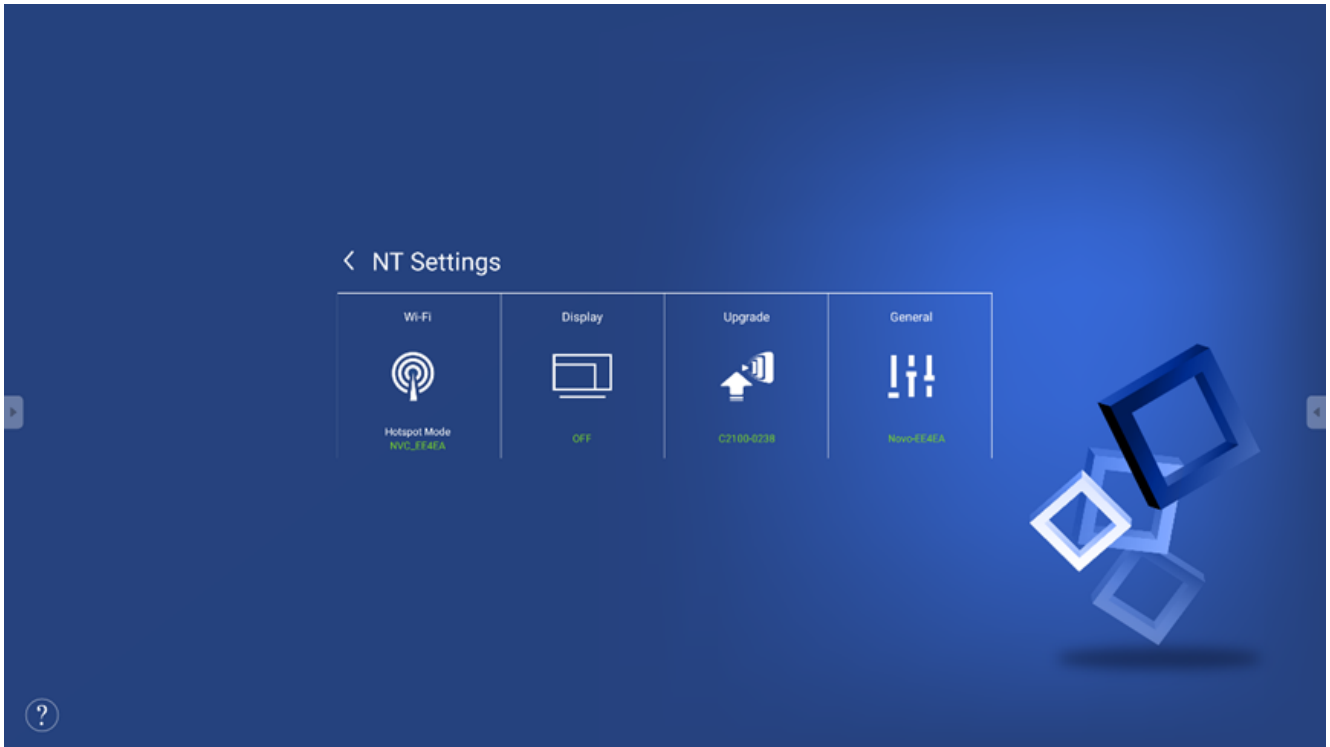 NT Settings
Wi-Fi
Hotspot Mode
NVC_EE4EA
Display
OFF
Upgrade
C2100-0238
General
Novo-EE4EA
?